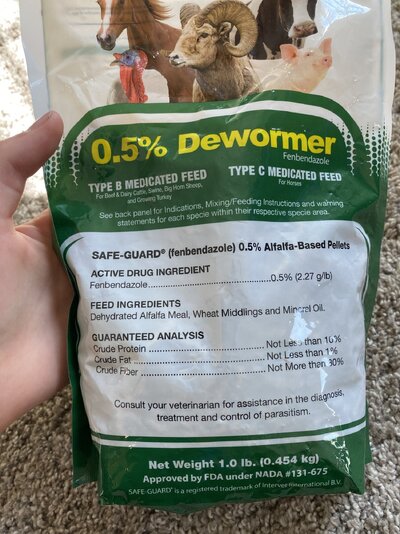 0.5% Dewormer
Fenbendazole
TYPE B MEDICATED FEED
For Beef & Dairy Cattle, Swine, Big Horn Sheep,
and Growing Turkey
TYPE C MEDICATED FEED
For Horses
See back panel for Indications, Mixing/Feeding Instructions and warning
statements for each specie within their respective specie area.
SAFE-GUARD® (fenbendazole) 0.5% Alfalfa-Based Pellets
ACTIVE DRUG INGREDIENT
Fenbendazole.......................................0.5% (2.27 g/lb)
FEED INGREDIENTS
Dehydrated Alfalfa Meal, Wheat Middlings and Mineral Oil.
GUARANTEED ANALYSIS
Crude Protein ................................ Not Less than 16%
Crude Fat ...................................... Not Less than 1%
Crude Fiber ................................... Not More than 30%
Consult your veterinarian for assistance in the diagnosis,
treatment and control of parasitism.
Net Weight 1.0 lb. (0.454 kg)
Approved by FDA under NADA #131-675
SAFE-GUARD® is a registered trademark of Intervet International B.V.